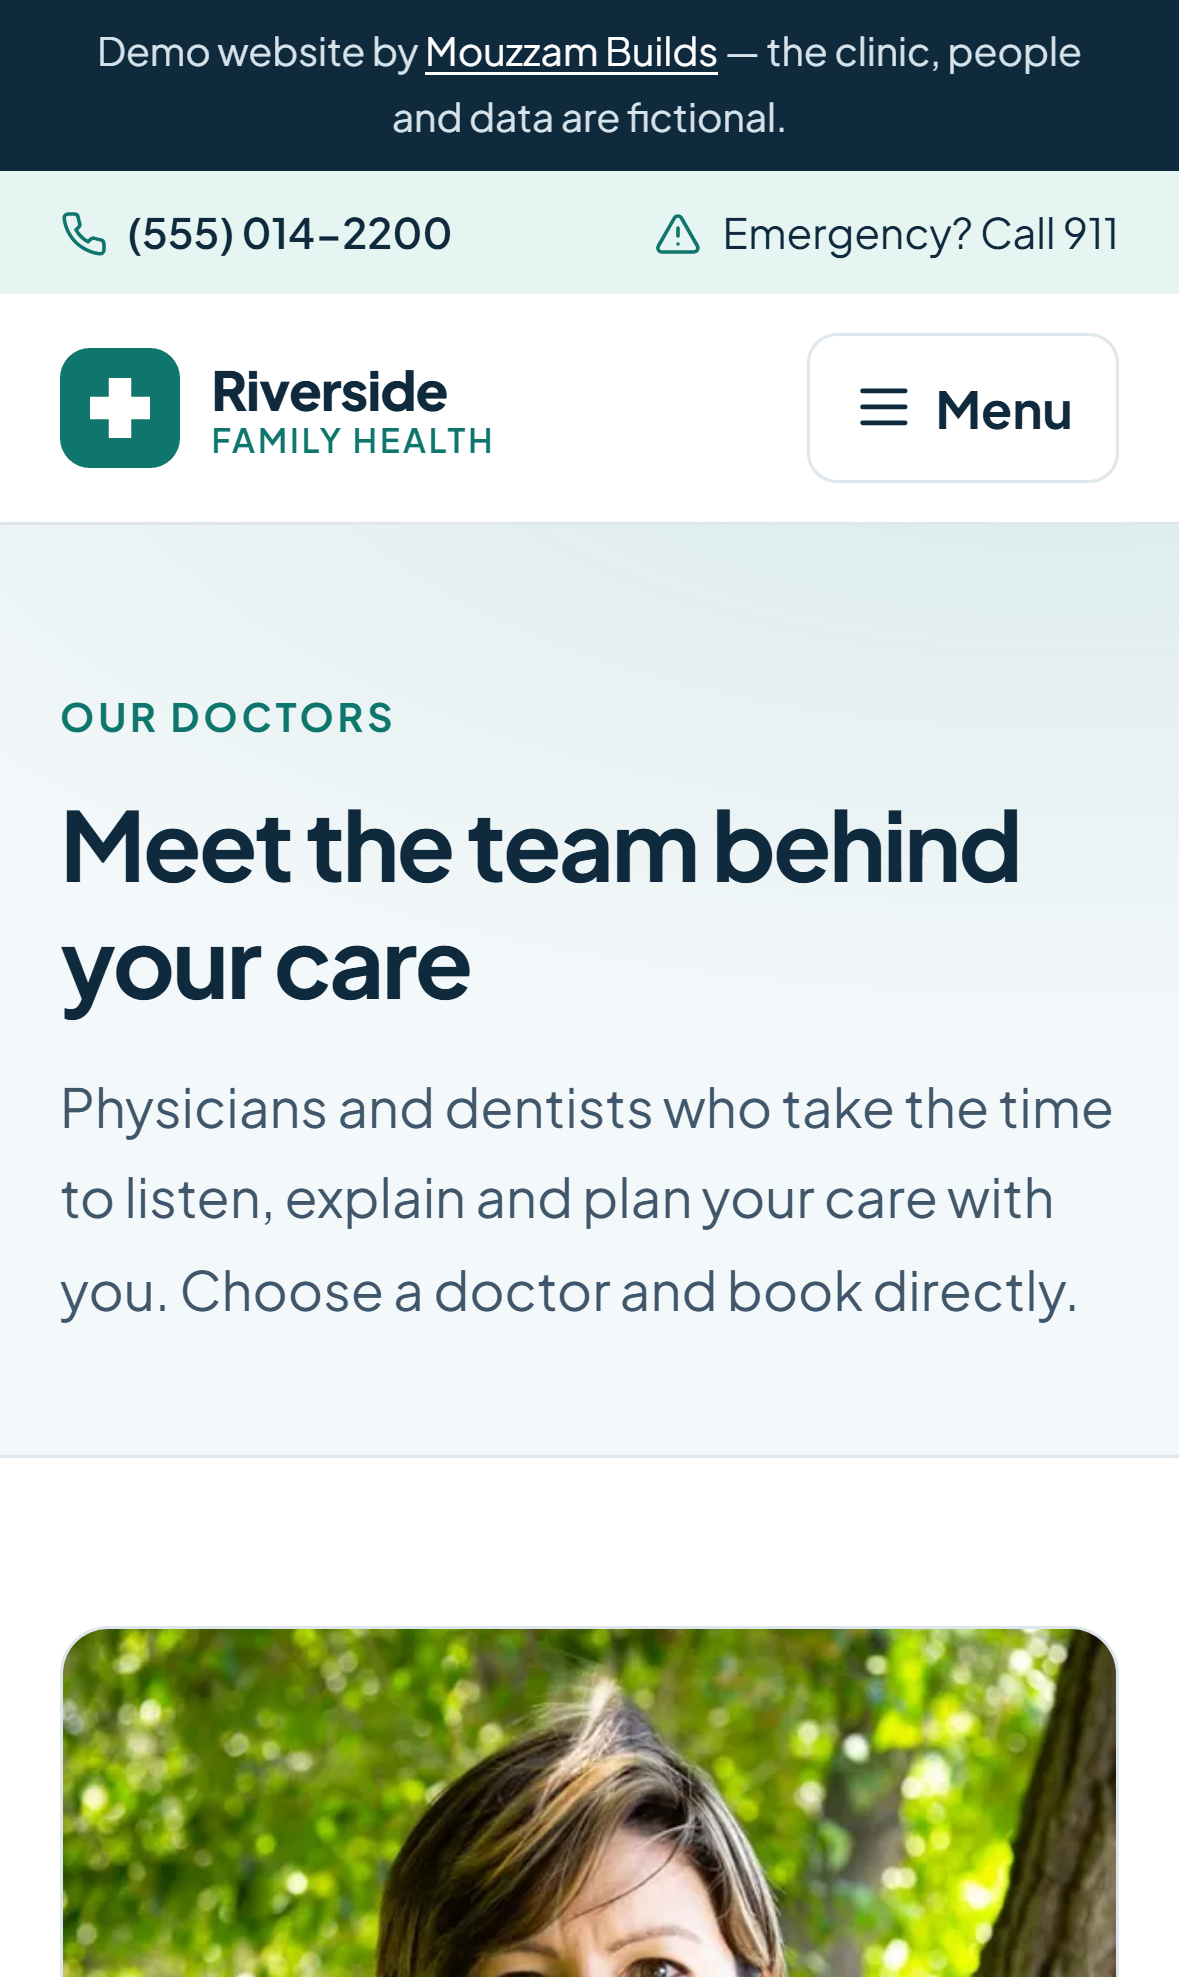 Demo website by Mouzzam Builds — the clinic, people
and data are fictional.
(555) 014-2200
Emergency? Call 911
Riverside
FAMILY HEALTH
Menu
OUR DOCTORS
Meet the team behind
your care
Physicians and dentists who take the time
to listen, explain and plan your care with
you. Choose a doctor and book directly.